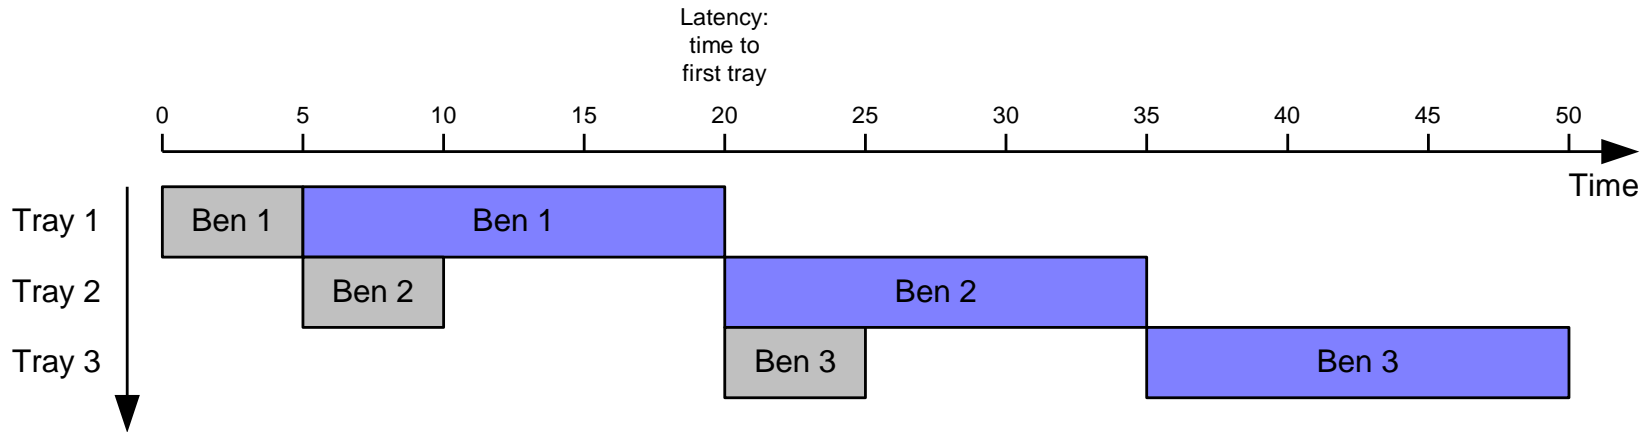 Latency:
time to
first tray
0 5 10 15 20 25 30 35 40 45 50
Time
Tray 1 Ben 1 Ben 1
Tray 2 Ben 2 Ben 2
Tray 3 Ben 3 Ben 3